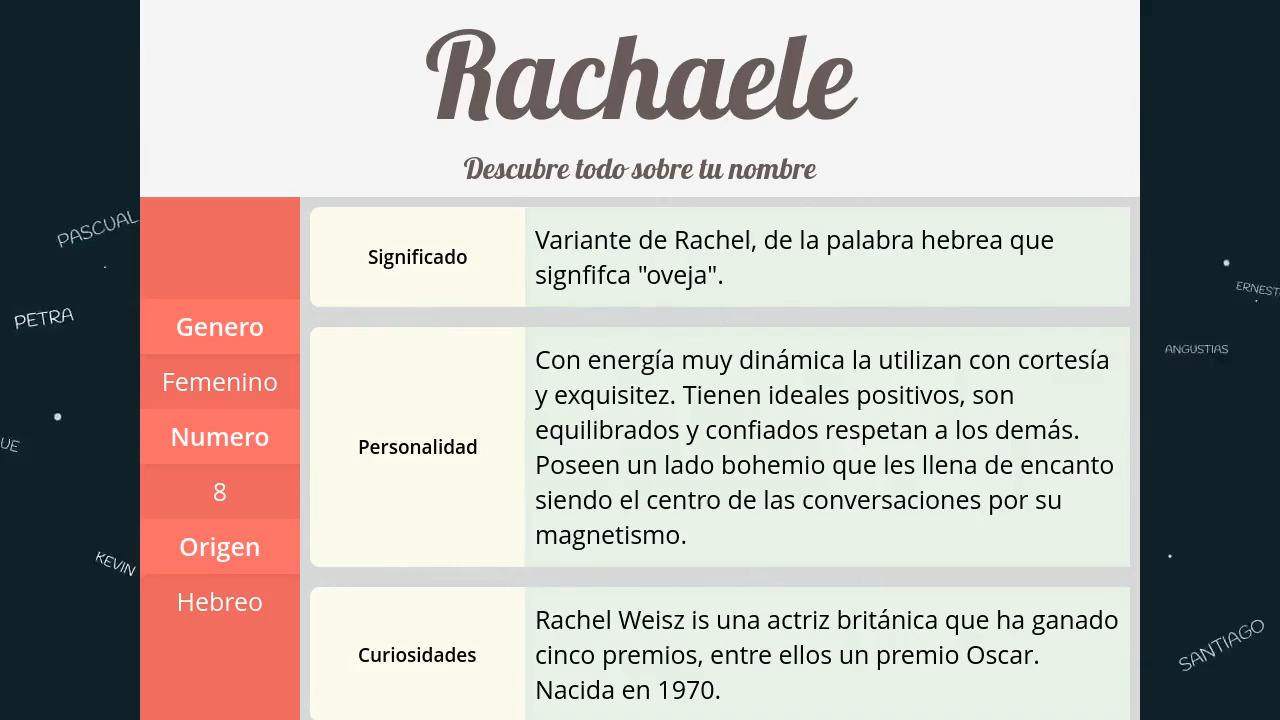 Rachaele
Descubre todo sobre tu nombre
Genero
Femenino
Numero
8
Origen
Hebreo
Significado
Variante de Rachel, de la palabra hebrea que
signfifca "oveja".
Personalidad
Con energía muy dinámica la utilizan con cortesía
y exquisitez. Tienen ideales positivos, son
equilibrados y confiados respetan a los demás.
Poseen un lado bohemio que les llena de encanto
siendo el centro de las conversaciones por su
magnetismo.
Curiosidades
Rachel Weisz is una actriz británica que ha ganado
cinco premios, entre ellos un premio Oscar.
Nacida en 1970.
PASCUAL
PETRA
UE
KEVIN
ERNEST
ANGUSTIAS
SANTIAGO